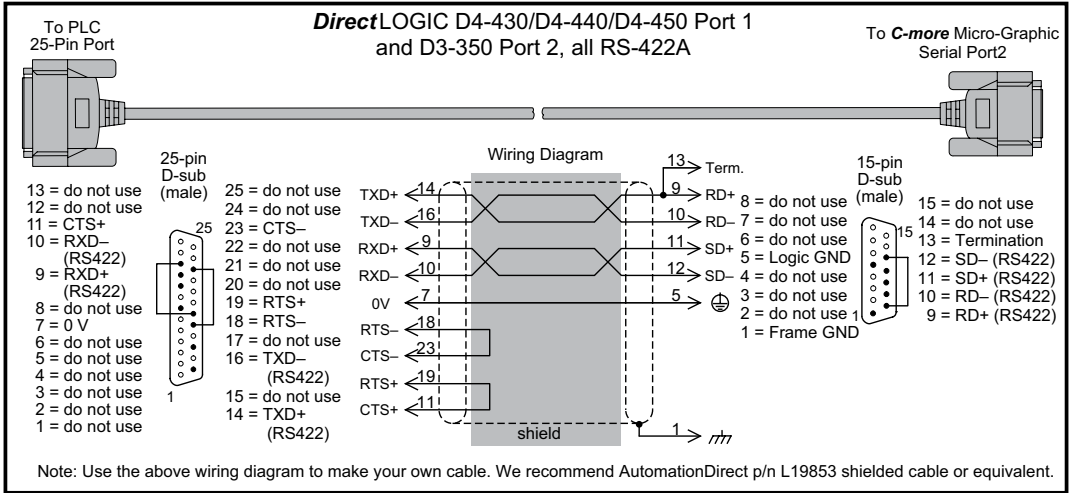 To PLC
25-Pin Port
DirectLOGIC D4-430/D4-440/D4-450 Port 1
and D3-350 Port 2, all RS-422A
To C-more Micro-Graphic
Serial Port2
25-pin
D-sub
(male)
13 = do not use
12 = do not use
11 = CTS+
10 = RXD–
(RS422)
9 = RXD+
(RS422)
8 = do not use
7 = 0 V
6 = do not use
5 = do not use
4 = do not use
3 = do not use
2 = do not use
1 = do not use
25
1
25 = do not use
24 = do not use
23 = CTS–
22 = do not use
21 = do not use
20 = do not use
19 = RTS+
18 = RTS–
17 = do not use
16 = TXD–
(RS422)
15 = do not use
14 = TXD+
(RS422)
Wiring Diagram
13 Term.
TXD+ 14 9 RD+
TXD– 16 10 RD–
RXD+ 9 11 SD+
RXD– 10 12 SD–
0V 7 5
RTS– 18
CTS– 23
RTS+ 19
CTS+ 11
shield
1
8 = do not use
7 = do not use
6 = do not use
5 = Logic GND
4 = do not use
3 = do not use
2 = do not use
1 = Frame GND
15-pin
D-sub
(male)
15
1
15 = do not use
14 = do not use
13 = Termination
12 = SD– (RS422)
11 = SD+ (RS422)
10 = RD– (RS422)
9 = RD+ (RS422)
Note: Use the above wiring diagram to make your own cable. We recommend AutomationDirect p/n L19853 shielded cable or equivalent.